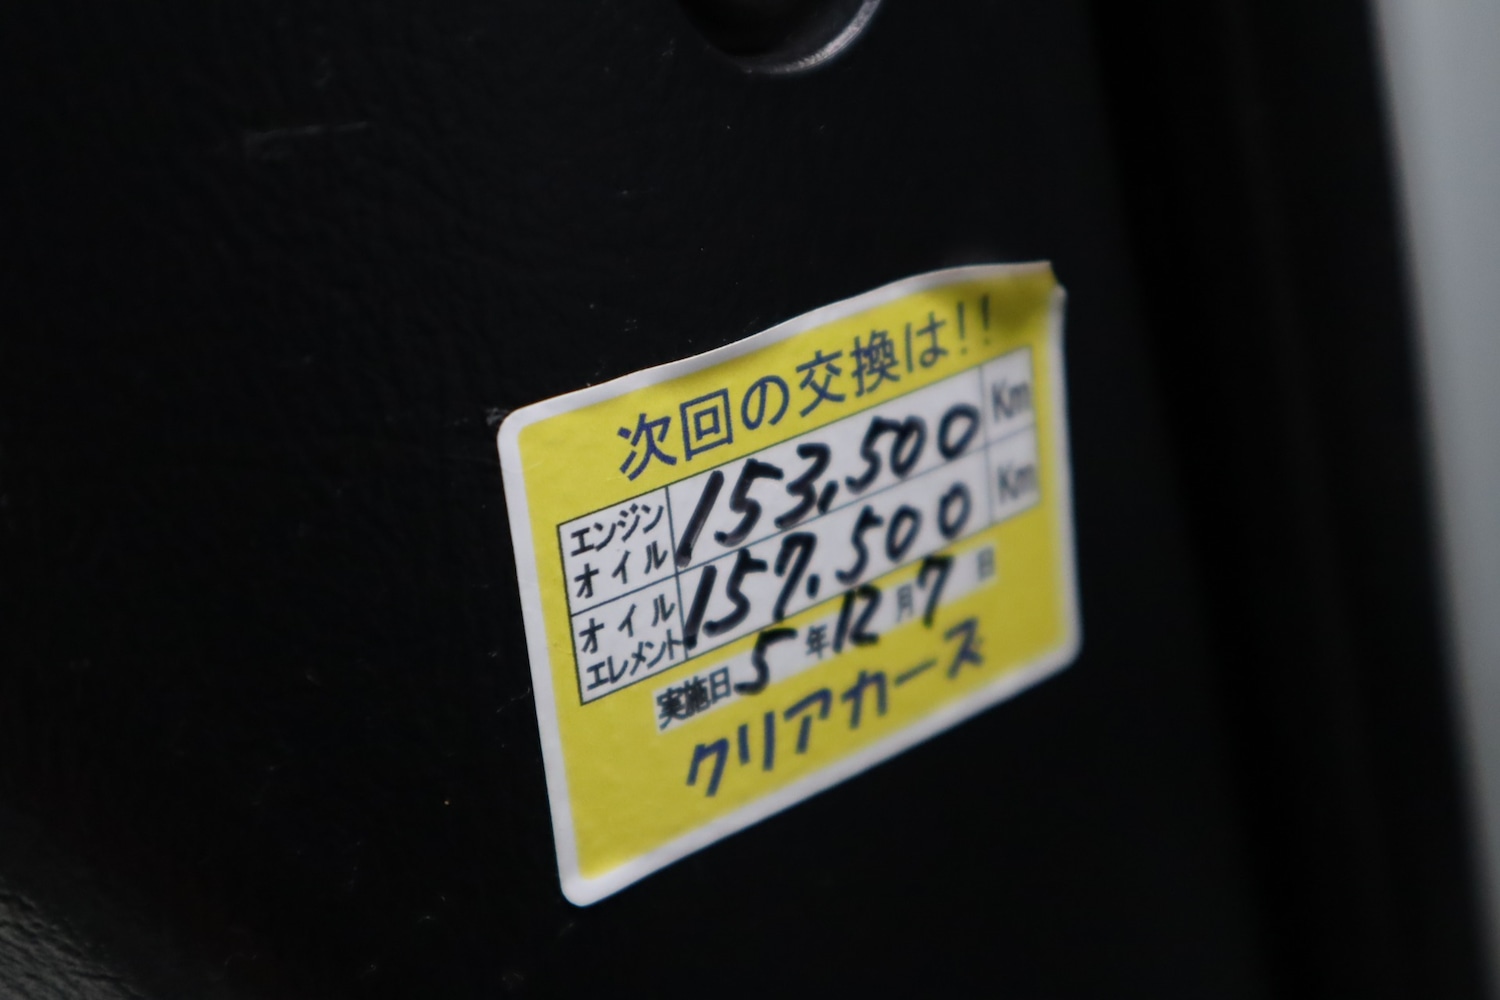 次回の交換は!!
エンジンオイル 153,500 Km
オイルエレメント 157.500 Km
実施日 5年12月7日
クリアカーズ